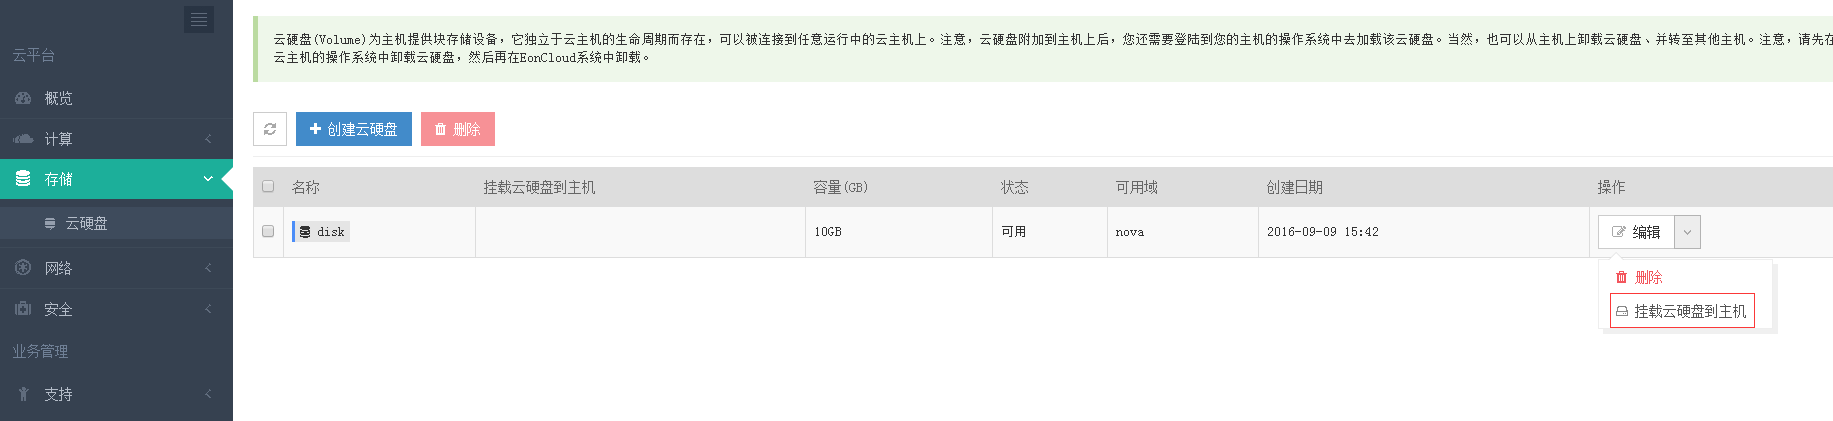 云平台
概览
计算
存储
云硬盘
网络
安全
业务管理
支持
云硬盘(Volume)为主机提供块存储设备，它独立于云主机的生命周期而存在，可以被连接到任意运行中的云主机上。注意，云硬盘附加到主机上后，您还需要登陆到您的主机的操作系统中去加载该云硬盘。当然，也可以从主机上卸载云硬盘、并转至其他主机。注意，请先在
云主机的操作系统中卸载云硬盘，然后再在EonCloud系统中卸载。
创建云硬盘 删除
名称 挂载云硬盘到主机 容量(GB) 状态 可用域 创建日期 操作
disk 10GB 可用 nova 2016-09-09 15:42 编辑
删除
挂载云硬盘到主机